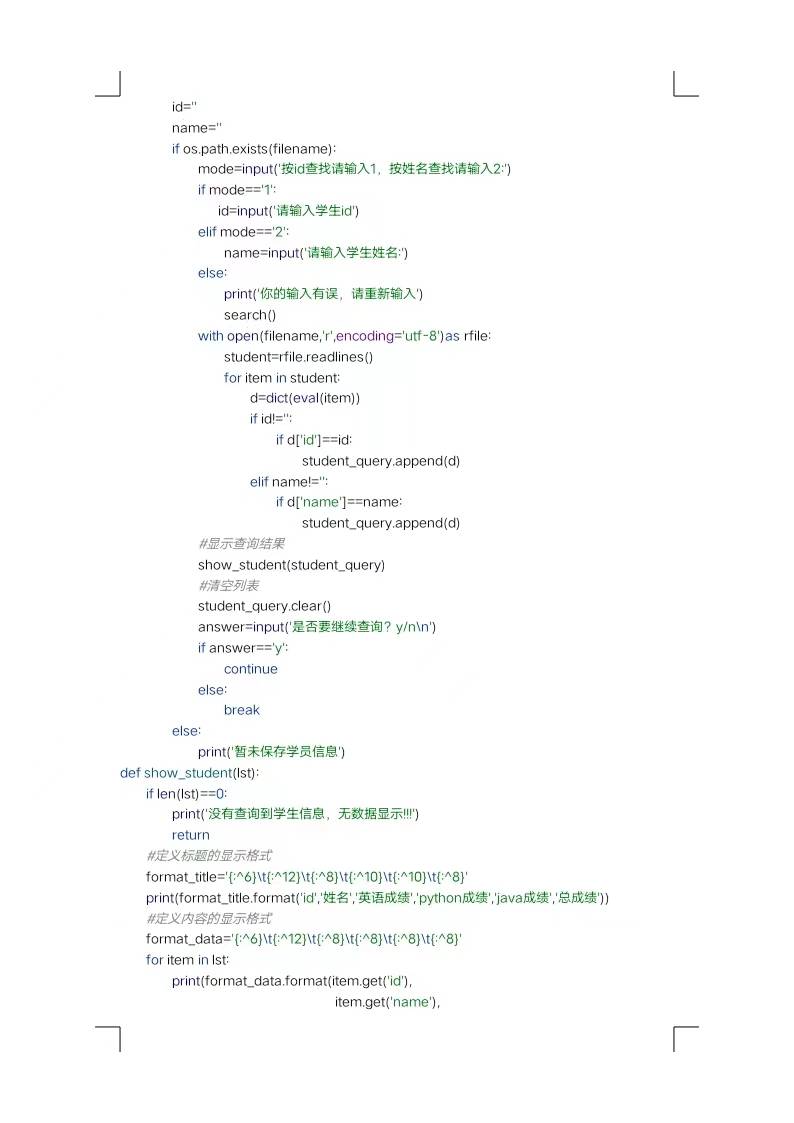 id=''
name=''
if os.path.exists(filename):
mode=input('按id查找请输入1，按姓名查找请输入2:')
if mode=='1':
id=input('请输入学生id')
elif mode=='2':
name=input('请输入学生姓名:')
else:
print('你的输入有误，请重新输入')
search()
with open(filename,'r',encoding='utf-8')as rfile:
student=rfile.readlines()
for item in student:
d=dict(eval(item))
if id!='':
if d['id']==id:
student_query.append(d)
elif name!='':
if d['name']==name:
student_query.append(d)
#显示查询结果
show_student(student_query)
#清空列表
student_query.clear()
answer=input('是否要继续查询？y/n\n')
if answer=='y':
continue
else:
break
else:
print('暂未保存学员信息')
def show_student(lst):
if len(lst)==0:
print('没有查询到学生信息，无数据显示!!!')
return
#定义标题的显示格式
format_title='{:^6}\t{:^12}\t{:^8}\t{:^10}\t{:^10}\t{:^8}'
print(format_title.format('id','姓名','英语成绩','python成绩','java成绩','总成绩'))
#定义内容的显示格式
format_data='{:^6}\t{:^12}\t{:^8}\t{:^8}\t{:^8}\t{:^8}'
for item in lst:
print(format_data.format(item.get('id'),
item.get('name'),